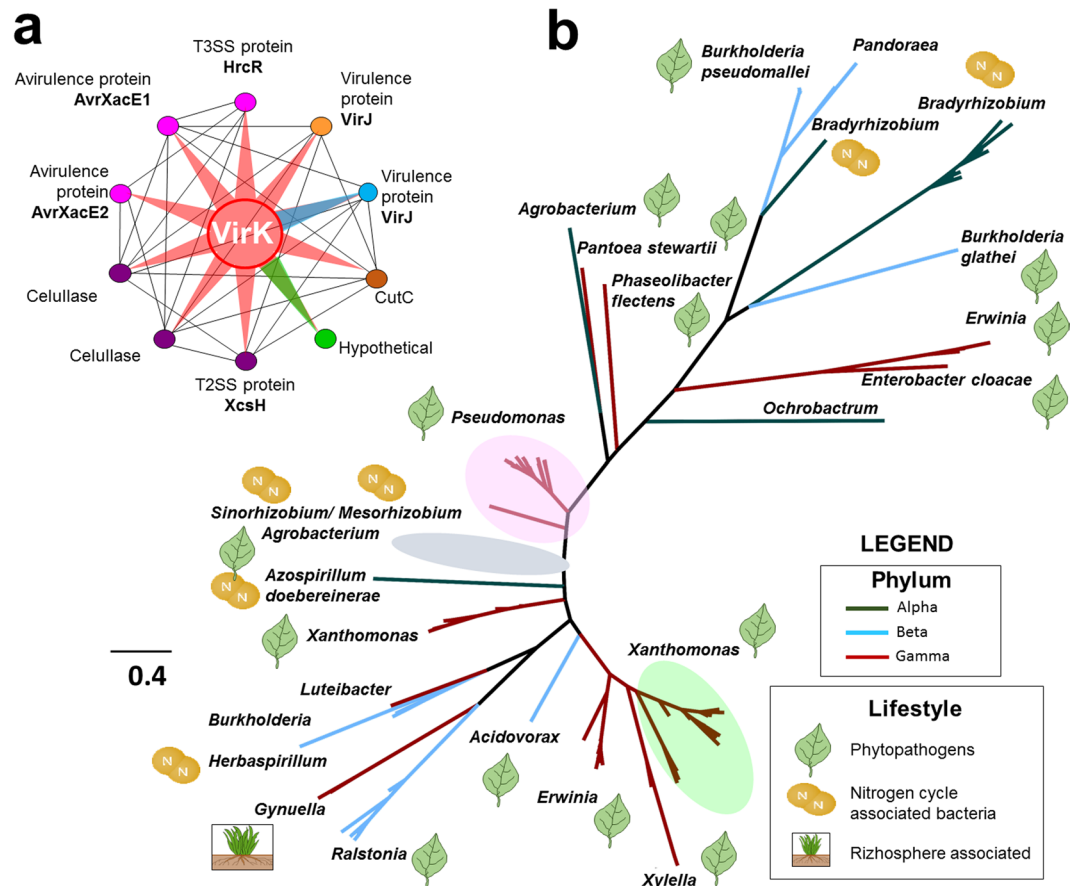 a
T3SS protein
HrcR
Avirulence protein
AvrXacE1
Virulence
protein
VirJ
Avirulence
protein
AvrXacE2
Virulence
protein
VirJ
VirK
Celullase
CutC
Celullase
Hypothetical
T2SS protein
XcsH
b
Burkholderia
pseudomallei
Pandoraea
N N
Bradyrhizobium
Bradyrhizobium
N N
Agrobacterium
Pantoea stewartii
Phaseolibacter
flectens
Burkholderia
glathei
Erwinia
Enterobacter cloacae
Ochrobactrum
Pseudomonas
N N
N N
Sinorhizobium/ Mesorhizobium
Agrobacterium
N N
Azospirillum
doebereinerae
Xanthomonas
0.4
Luteibacter
Burkholderia
N N
Herbaspirillum
Gynuella
Ralstonia
Acidovorax
Erwinia
Xanthomonas
Xylella
LEGEND
Phylum
Alpha
Beta
Gamma
Lifestyle
Phytopathogens
N N
Nitrogen cycle
associated bacteria
Rizhosphere associated